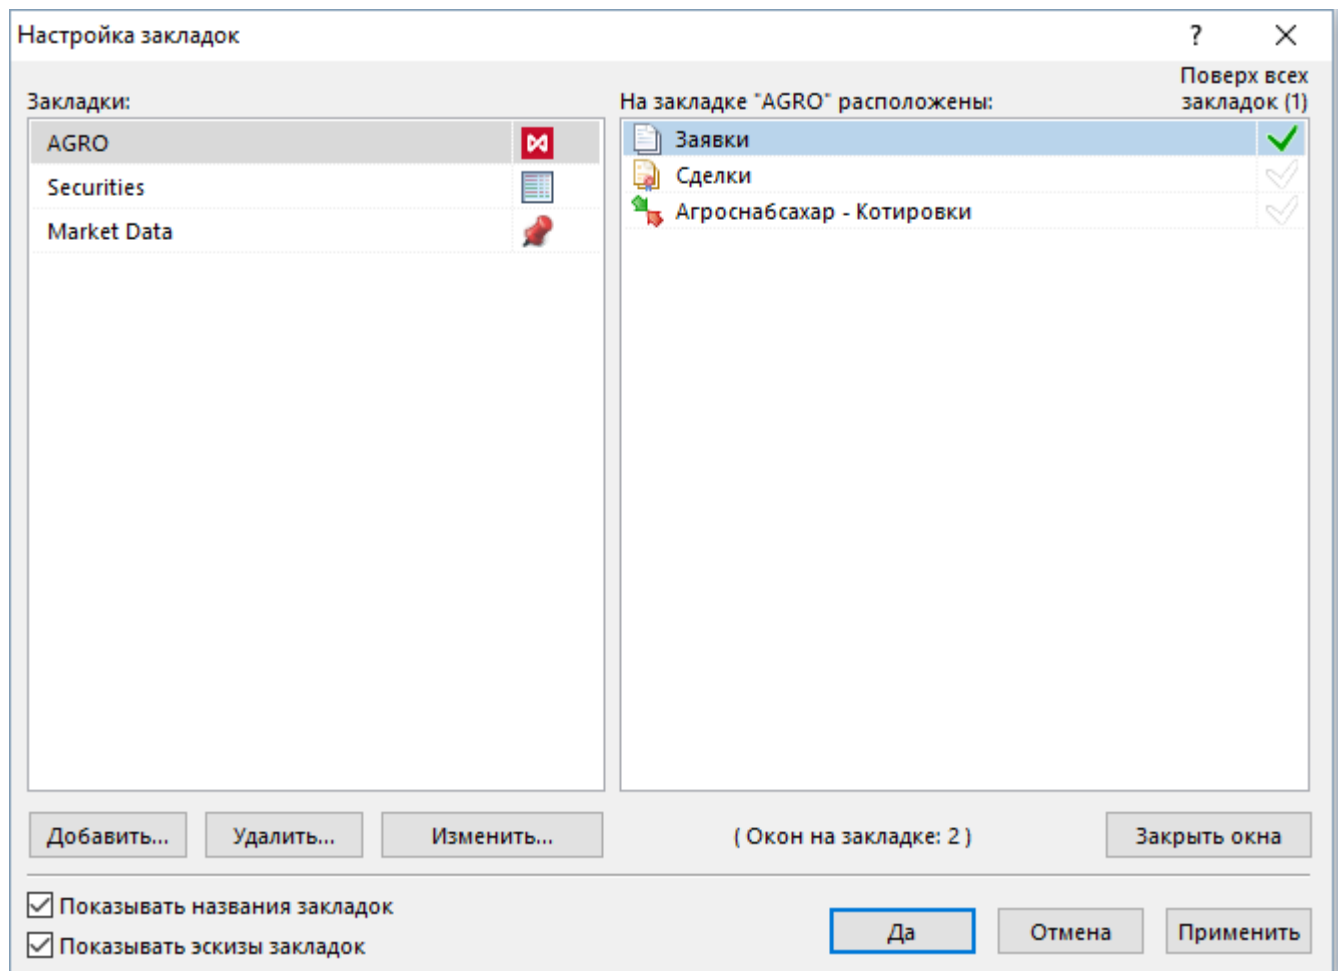 Настройка закладок
?
Поверх всех
закладок (1)
Закладки:
На закладке "AGRO" расположены:
AGRO
Securities
Market Data
Заявки
Сделки
Агроснабсахар - Котировки
Добавить...
Удалить...
Изменить...
( Окон на закладке: 2 )
Закрыть окна
Показывать названия закладок
Показывать эскизы закладок
Да
Отмена
Применить